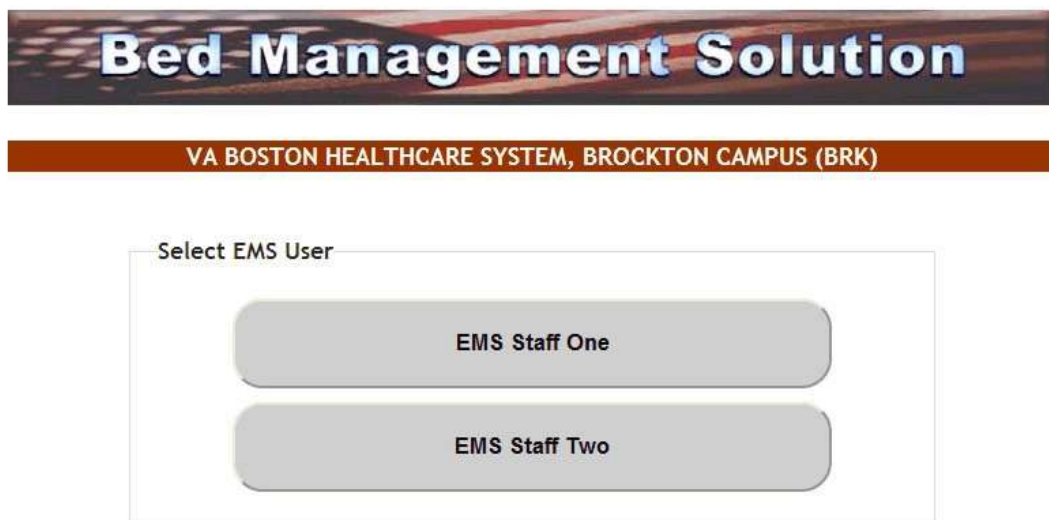 Bed Management Solution
VA BOSTON HEALTHCARE SYSTEM, BROCKTON CAMPUS (BRK)
Select EMS User
EMS Staff One
EMS Staff Two